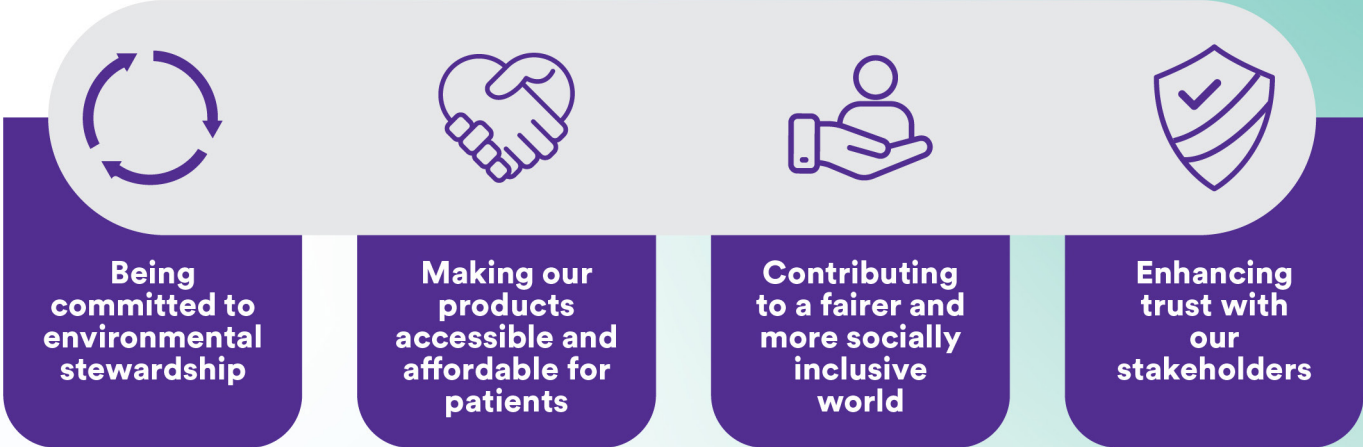 Being
committed to
environmental
stewardship
Making our
products
accessible and
affordable for
patients
Contributing
to a fairer and
more socially
inclusive
world
Enhancing
trust with
our
stakeholders